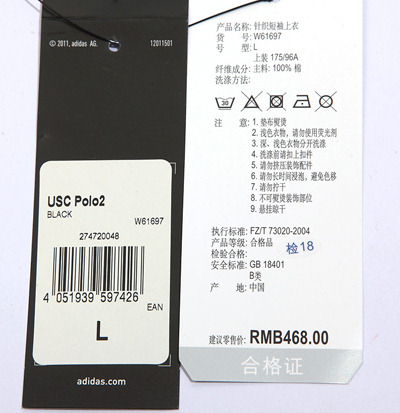 © 2011, adidas AG.
12011501
USC Polo2
BLACK
W61697
274720048
4 051939 597426
EAN
L
adidas.com
产品名称: 针织短袖上衣
货 号: W61697
号 型: L
上装 175/96A
纤维成分: 主料: 100% 棉
洗涤方法:
30
注 意: 1. 垫布熨烫
2. 浅色衣物, 请勿使用荧光剂
3. 深、浅色衣物分开洗涤
4. 洗涤前请扣上扣件
5. 请勿挤压装饰配件
6. 请勿长时间浸泡, 避免色移
7. 请勿拧干
8. 不可熨烫装饰部位
9. 悬挂晾干
执行标准: FZ/T 73020-2004
产品等级: 合格品
检验合格: 检18
安全标准: GB 18401
B类
产 地: 中国
建议零售价: RMB468.00
合格证